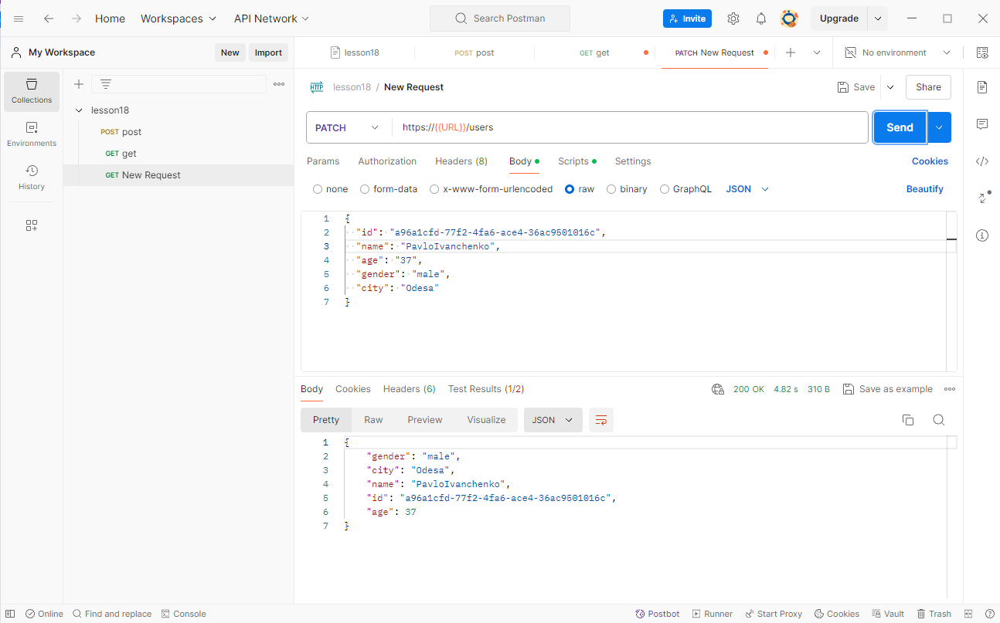 Home Workspaces API Network Search Postman Invite Upgrade
My Workspace New Import lesson18 POST post GET get PATCH New Request No environment
Collections
Environments
History
lesson18
POST post
GET get
GET New Request
HTTP lesson18 / New Request Save Share
PATCH https://{{URL}}/users Send
Params Authorization Headers (8) Body Scripts Settings Cookies
none form-data x-www-form-urlencoded raw binary GraphQL JSON Beautify
1 {
2 "id": "a96a1cfd-77f2-4fa6-ace4-36ac9501016c",
3 "name": "PavloIvanchenko",
4 "age": "37",
5 "gender": "male",
6 "city": "Odesa"
7 }
Body Cookies Headers (6) Test Results (1/2) 200 OK 4.82 s 310 B Save as example
Pretty Raw Preview Visualize JSON
1 {
2 "gender": "male",
3 "city": "Odesa",
4 "name": "PavloIvanchenko",
5 "id": "a96a1cfd-77f2-4fa6-ace4-36ac9501016c",
6 "age": 37
7 }
Online Find and replace Console Postbot Runner Start Proxy Cookies Vault Trash